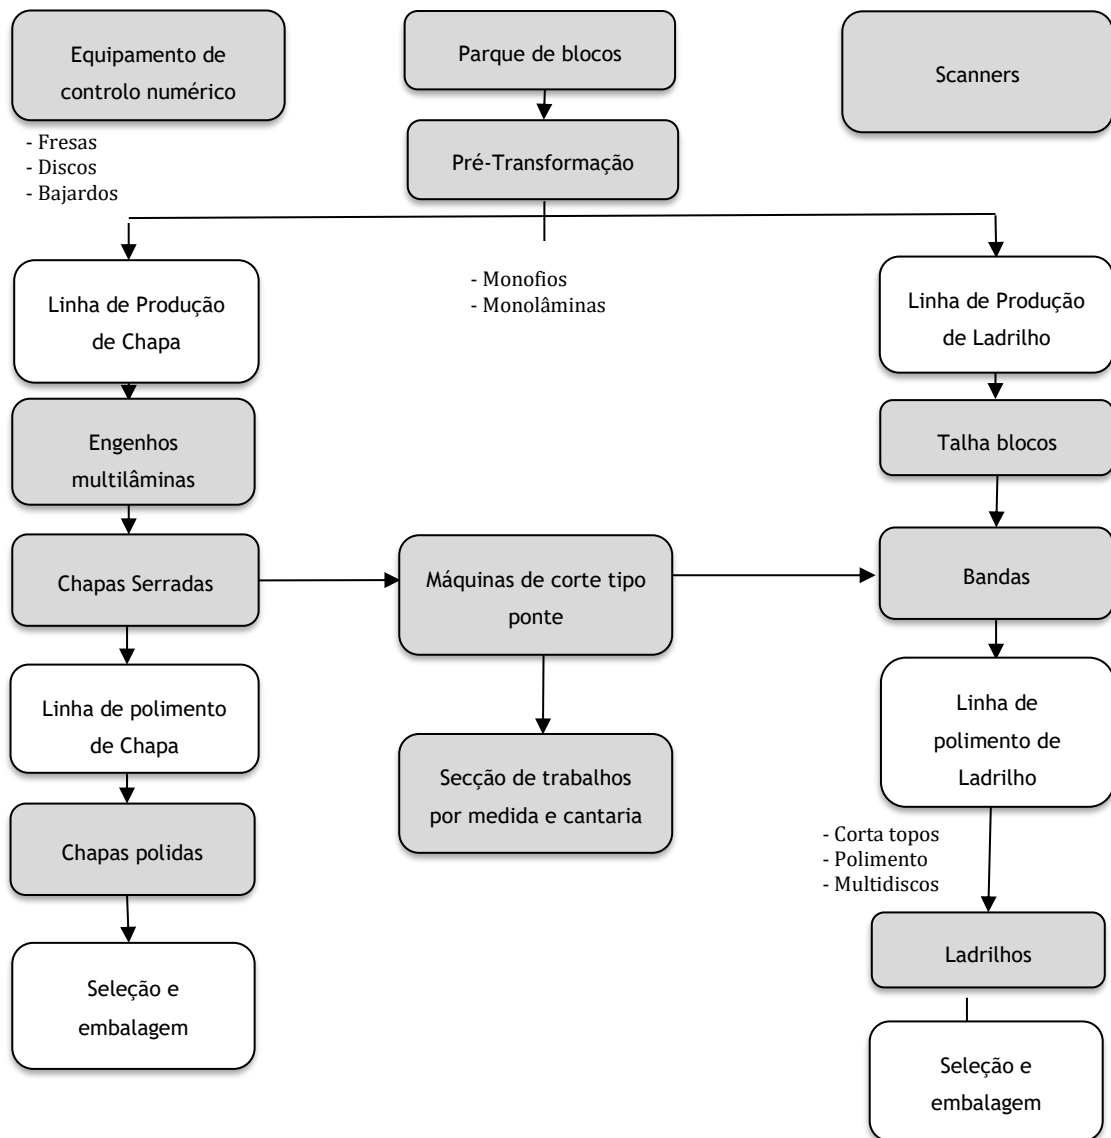 Equipamento de
controlo numérico
Parque de blocos
Scanners
- Fresas
- Discos
- Bajardos
Pré-Transformação
- Monofios
- Monolâminas
Linha de Produção
de Chapa
Linha de Produção
de Ladrilho
Engenhos
multilâminas
Talha blocos
Chapas Serradas
Máquinas de corte tipo
ponte
Bandas
Linha de polimento
de Chapa
Linha de
polimento de
Ladrilho
Secção de trabalhos
por medida e cantaria
Chapas polidas
- Corta topos
- Polimento
- Multidiscos
Ladrilhos
Seleção e
embalagem
Seleção e
embalagem